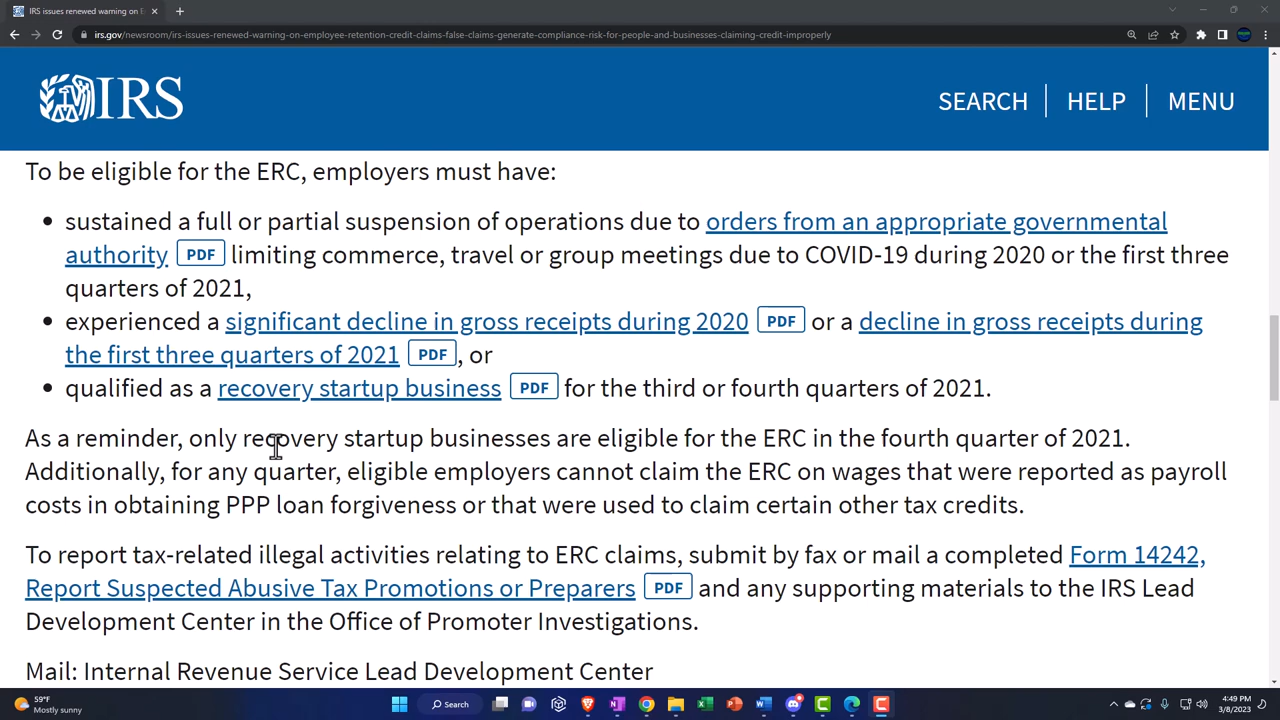 IRS issues renewed warning on E
irs.gov/newsroom/irs-issues-renewed-warning-on-employee-retention-credit-claims-false-claims-generate-compliance-risk-for-people-and-businesses-claiming-credit-improperly
IRS
SEARCH HELP MENU
To be eligible for the ERC, employers must have:
sustained a full or partial suspension of operations due to orders from an appropriate governmental
authority PDF limiting commerce, travel or group meetings due to COVID-19 during 2020 or the first three
quarters of 2021,
experienced a significant decline in gross receipts during 2020 PDF or a decline in gross receipts during
the first three quarters of 2021 PDF , or
qualified as a recovery startup business PDF for the third or fourth quarters of 2021.
As a reminder, only recovery startup businesses are eligible for the ERC in the fourth quarter of 2021.
Additionally, for any quarter, eligible employers cannot claim the ERC on wages that were reported as payroll
costs in obtaining PPP loan forgiveness or that were used to claim certain other tax credits.
To report tax-related illegal activities relating to ERC claims, submit by fax or mail a completed Form 14242,
Report Suspected Abusive Tax Promotions or Preparers PDF and any supporting materials to the IRS Lead
Development Center in the Office of Promoter Investigations.
Mail: Internal Revenue Service Lead Development Center
59°F
Mostly sunny
Search
4:49 PM
3/8/2023